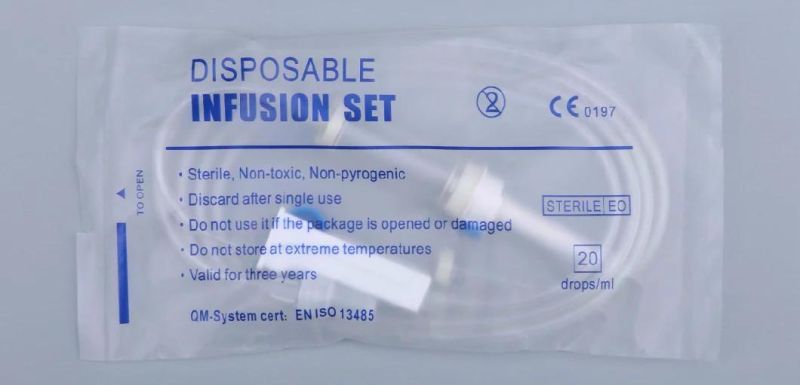 DISPOSABLE
INFUSION SET
CE 0197
• Sterile, Non-toxic, Non-pyrogenic
• Discard after single use
• Do not use it if the package is opened or damaged
• Do not store at extreme temperatures
• Valid for three years
QM-System cert: EN ISO 13485
TO OPEN
STERILE EO
20
drops/ml